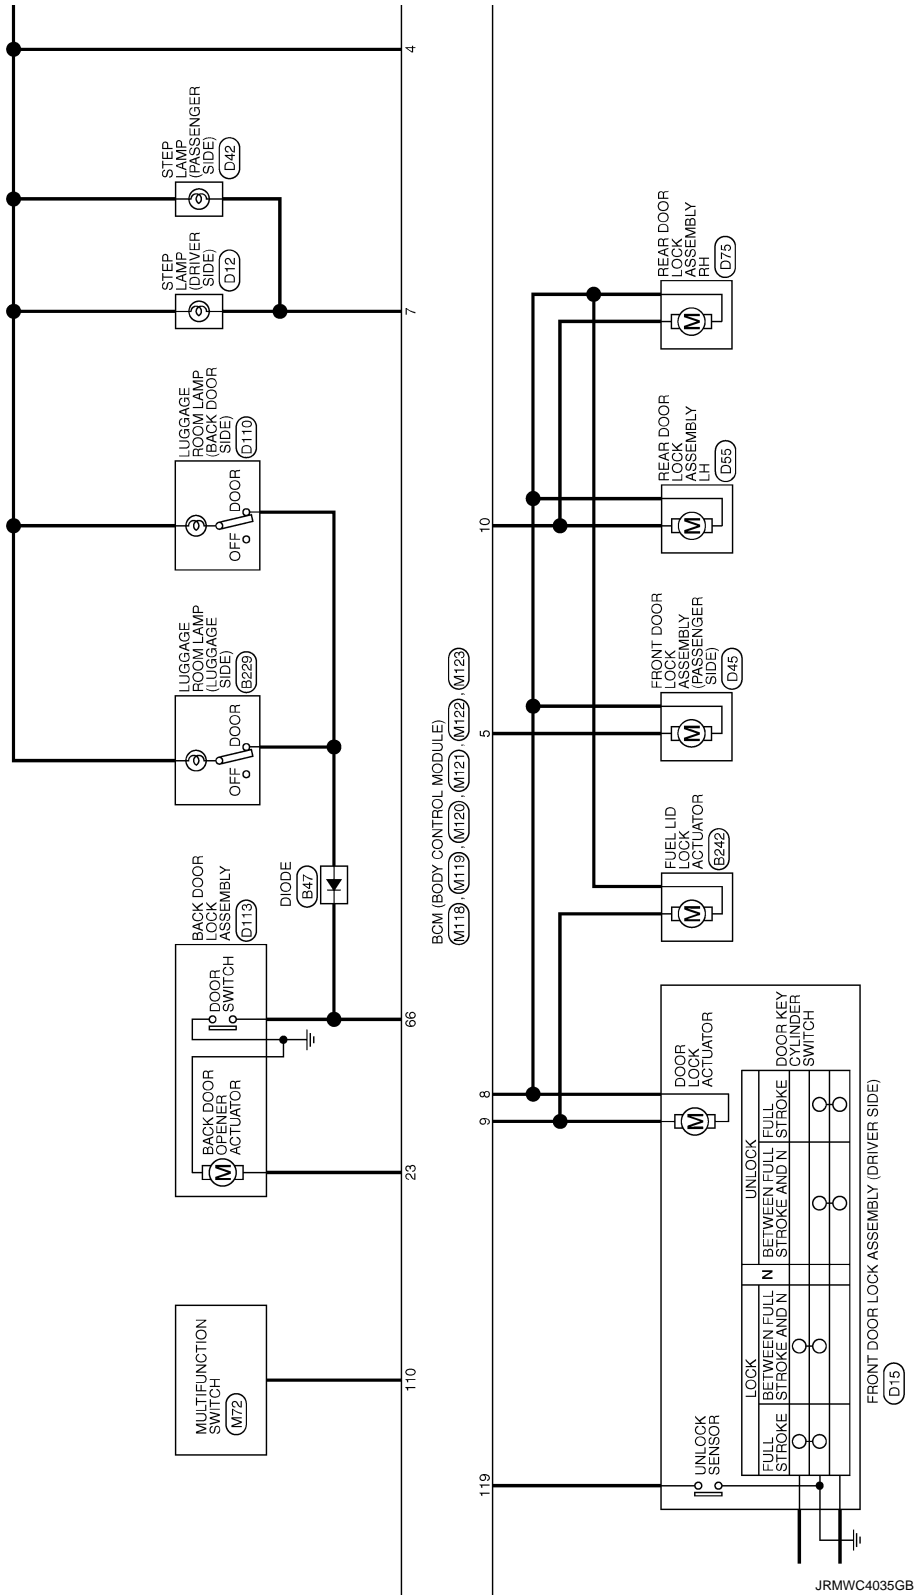 MULTIFUNCTION
SWITCH
M72
110
BACK DOOR
LOCK
ASSEMBLY
D113
BACK DOOR
OPENER
ACTUATOR
M
DOOR
SWITCH
23
66
DIODE
B47
LUGGAGE
ROOM LAMP
(LUGGAGE
SIDE)
B229
OFF
DOOR
LUGGAGE
ROOM LAMP
(BACK DOOR
SIDE)
D110
OFF
DOOR
STEP
LAMP
(DRIVER
SIDE)
D12
7
STEP
LAMP
(PASSENGER
SIDE)
D42
4
BCM (BODY CONTROL MODULE)
M118 , M119 , M120 , M121 , M122 , M123
119
9
8
5
10
UNLOCK
SENSOR
DOOR
LOCK
ACTUATOR
M
LOCK
UNLOCK
FULL
STROKE
BETWEEN FULL
STROKE AND N
N
BETWEEN FULL
STROKE AND N
FULL
STROKE
DOOR KEY
CYLINDER
SWITCH
FRONT DOOR LOCK ASSEMBLY (DRIVER SIDE)
D15
FUEL LID
LOCK
ACTUATOR
B242
M
FRONT DOOR
LOCK
ASSEMBLY
(PASSENGER
SIDE)
D45
M
REAR DOOR
LOCK
ASSEMBLY
LH
D55
M
REAR DOOR
LOCK
ASSEMBLY
RH
D75
M
JRMWC4035GB